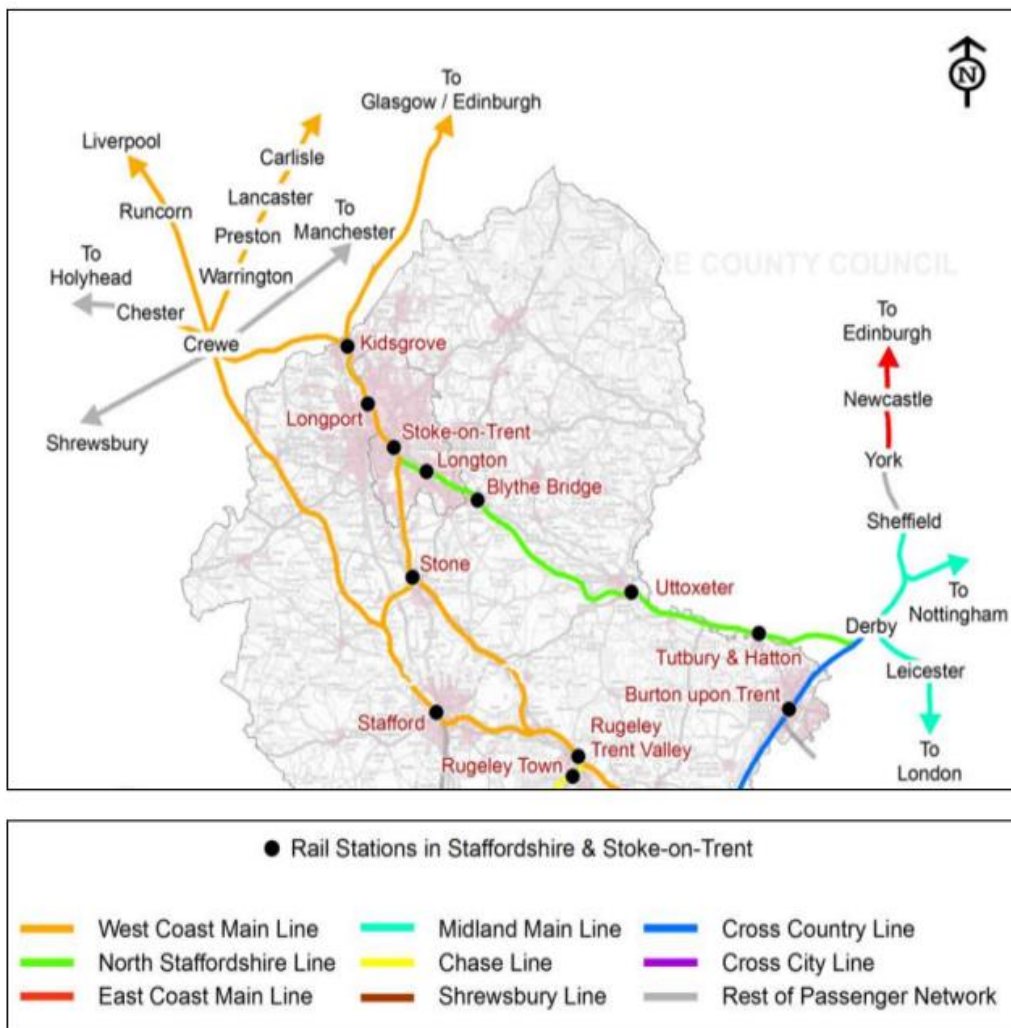 N
To
Glasgow / Edinburgh
Liverpool
Carlisle
Runcorn
Lancaster
To
Manchester
Preston
To
Holyhead
Warrington
Chester
Crewe
Kidsgrove
Shrewsbury
Longport
Stoke-on-Trent
Longton
Blythe Bridge
Stone
Uttoxeter
Tutbury & Hatton
Burton upon Trent
Stafford
Rugeley
Trent Valley
Rugeley Town
RE COUNTY COUNCIL
To
Edinburgh
Newcastle
York
Sheffield
To
Nottingham
Derby
Leicester
To
London
Rail Stations in Staffordshire & Stoke-on-Trent
West Coast Main Line
North Staffordshire Line
East Coast Main Line
Midland Main Line
Chase Line
Shrewsbury Line
Cross Country Line
Cross City Line
Rest of Passenger Network